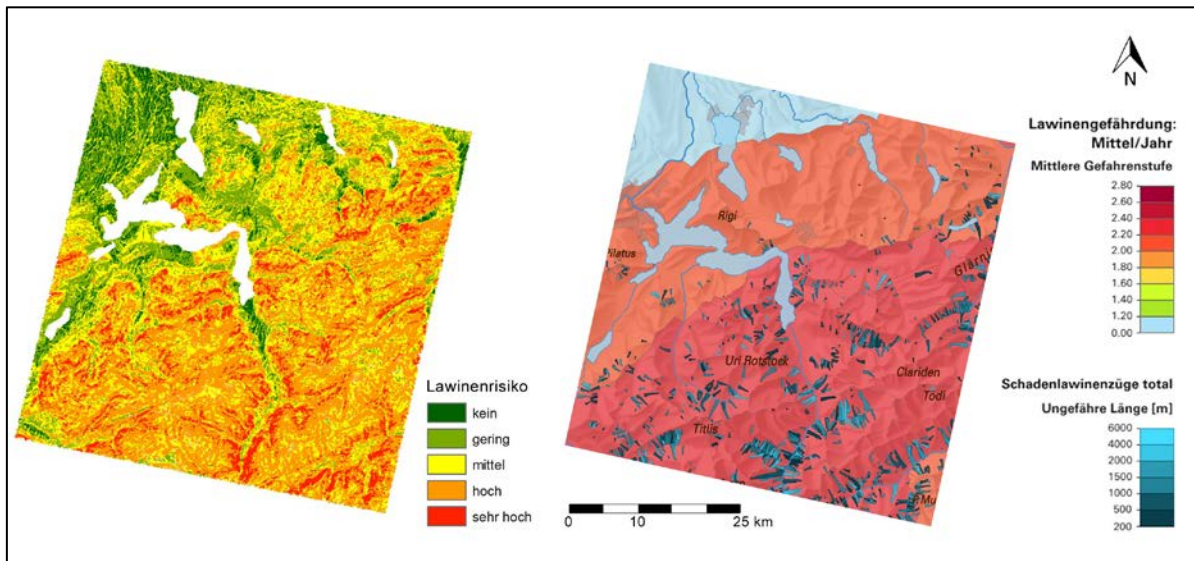 Lawinenrisiko
kein
gering
mittel
hoch
sehr hoch
Rigi
Pilatus
Glärni
Uri Rotstock
Clariden
Tödi
Titlis
0 10 25 km
N
Lawinengefährdung:
Mittel/Jahr
Mittlere Gefahrenstufe
2.80
2.60
2.40
2.20
2.00
1.80
1.60
1.40
1.20
0.00
Schadenlawinenzüge total
Ungefähre Länge [m]
6000
4000
2000
1500
1000
500
200